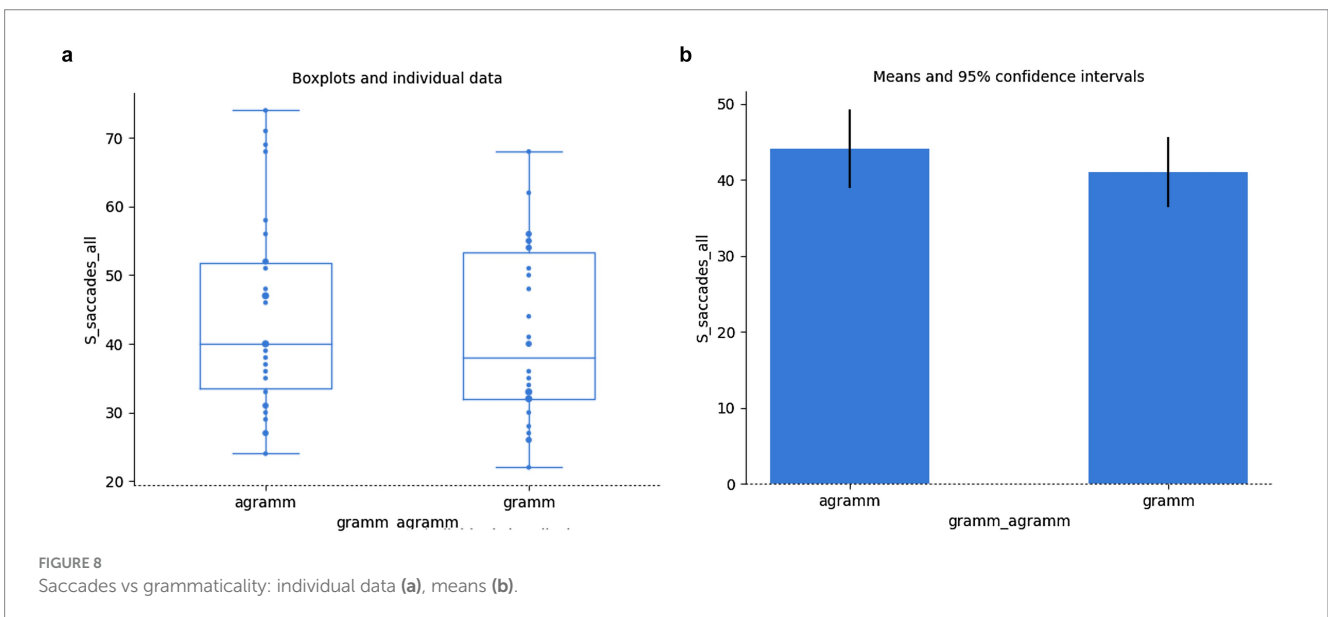 a
Boxplots and individual data
S_saccades_all
70
60
50
40
30
20
agramm
gramm
gramm_agramm
b
Means and 95% confidence intervals
S_saccades_all
50
40
30
20
10
0
agramm
gramm
gramm_agramm
FIGURE 8
Saccades vs grammaticality: individual data (a), means (b).